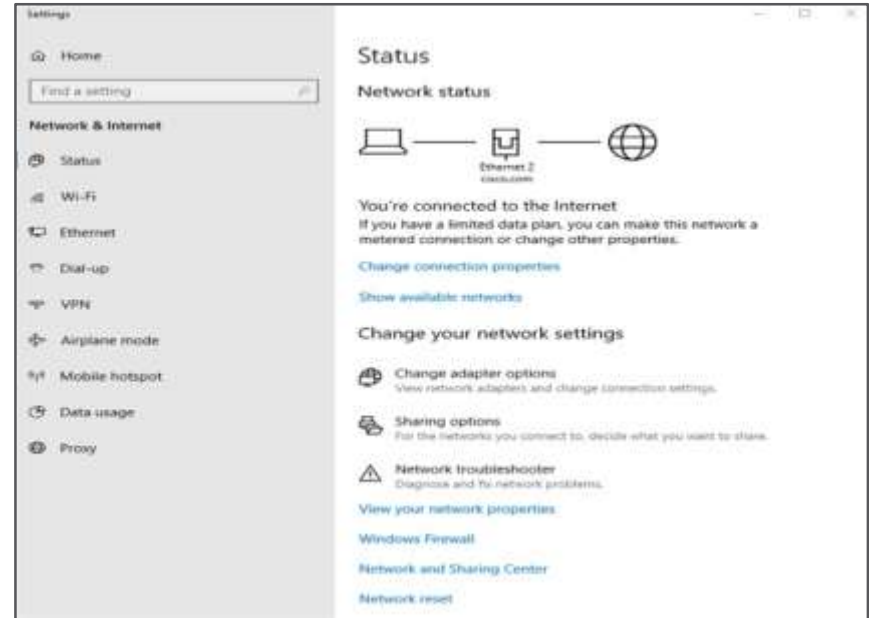 Settings
Home
Find a setting
Network & Internet
Status
Wi-Fi
Ethernet
Dial-up
VPN
Airplane mode
Mobile hotspot
Data usage
Proxy
Status
Network status
Ethernet 2
cisco.com
You're connected to the Internet
If you have a limited data plan, you can make this network a
metered connection or change other properties.
Change connection properties
Show available networks
Change your network settings
Change adapter options
View network adapters and change connection settings.
Sharing options
For the networks you connect to, decide what you want to share.
Network troubleshooter
Diagnose and fix network problems.
View your network properties
Windows Firewall
Network and Sharing Center
Network reset